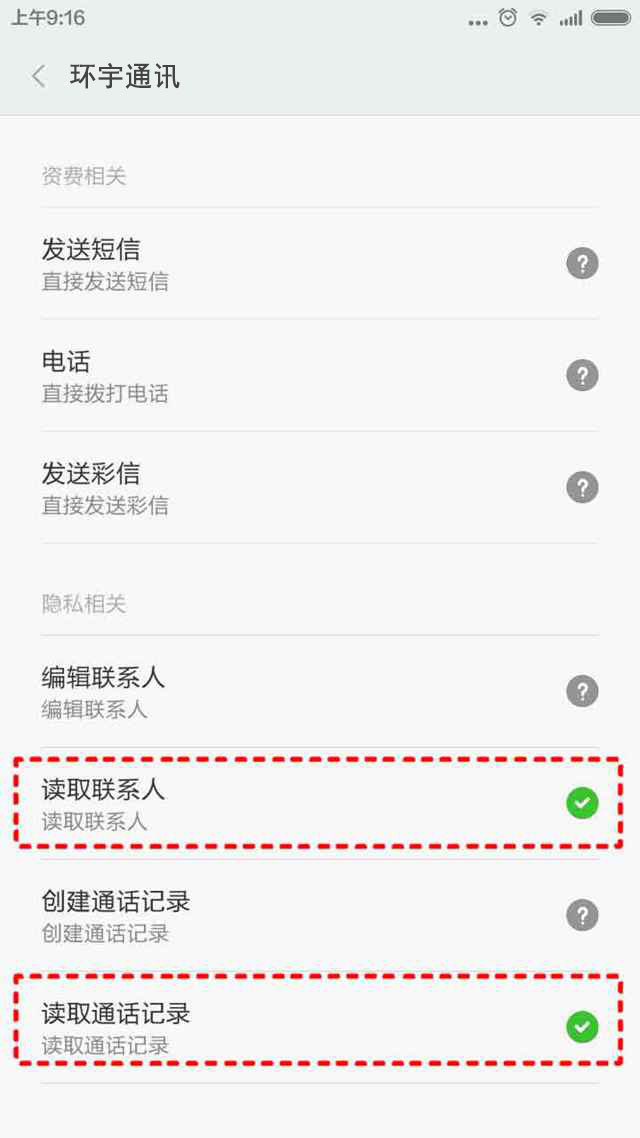 上午9:16
环宇通讯
资费相关
发送短信
直接发送短信
电话
直接拨打电话
发送彩信
直接发送彩信
隐私相关
编辑联系人
编辑联系人
读取联系人
读取联系人
创建通话记录
创建通话记录
读取通话记录
读取通话记录